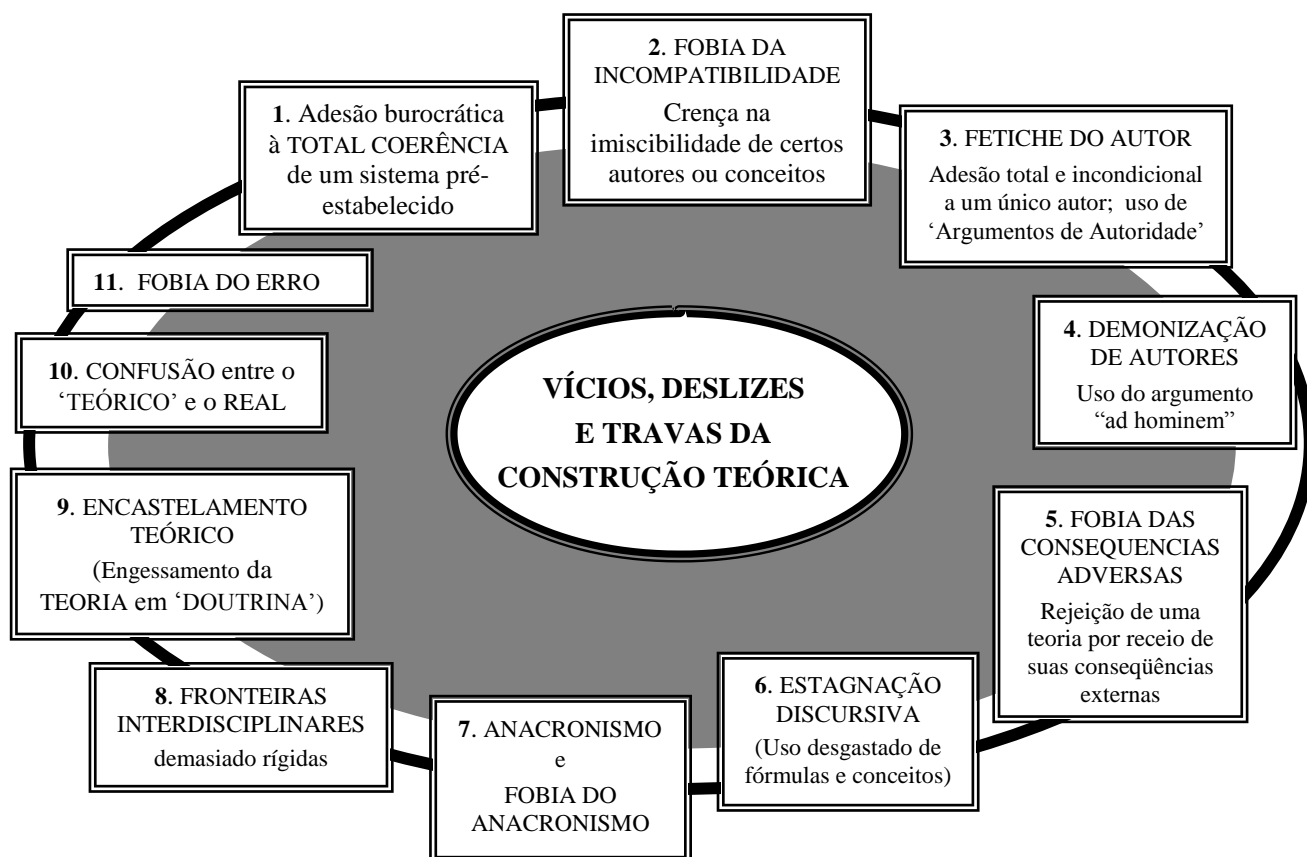 1. Adesão burocrática
à TOTAL COERÊNCIA
de um sistema pré-
estabelecido
2. FOBIA DA
INCOMPATIBILIDADE
Crença na
imiscibilidade de certos
autores ou conceitos
3. FETICHE DO AUTOR
Adesão total e incondicional
a um único autor; uso de
‘Argumentos de Autoridade’
4. DEMONIZAÇÃO
DE AUTORES
Uso do argumento
“ad hominem”
5. FOBIA DAS
CONSEQUENCIAS
ADVERSAS
Rejeição de uma
teoria por receio de
suas conseqüências
externas
6. ESTAGNAÇÃO
DISCURSIVA
(Uso desgastado de
fórmulas e conceitos)
7. ANACRONISMO
e
FOBIA DO
ANACRONISMO
8. FRONTEIRAS
INTERDISCIPLINARES
demasiado rígidas
9. ENCASTELAMENTO
TEÓRICO
(Engessamento da
TEORIA em ‘DOUTRINA’)
10. CONFUSÃO entre o
‘TEÓRICO’ e o REAL
11. FOBIA DO ERRO
VÍCIOS, DESLIZES
E TRAVAS DA
CONSTRUÇÃO TEÓRICA